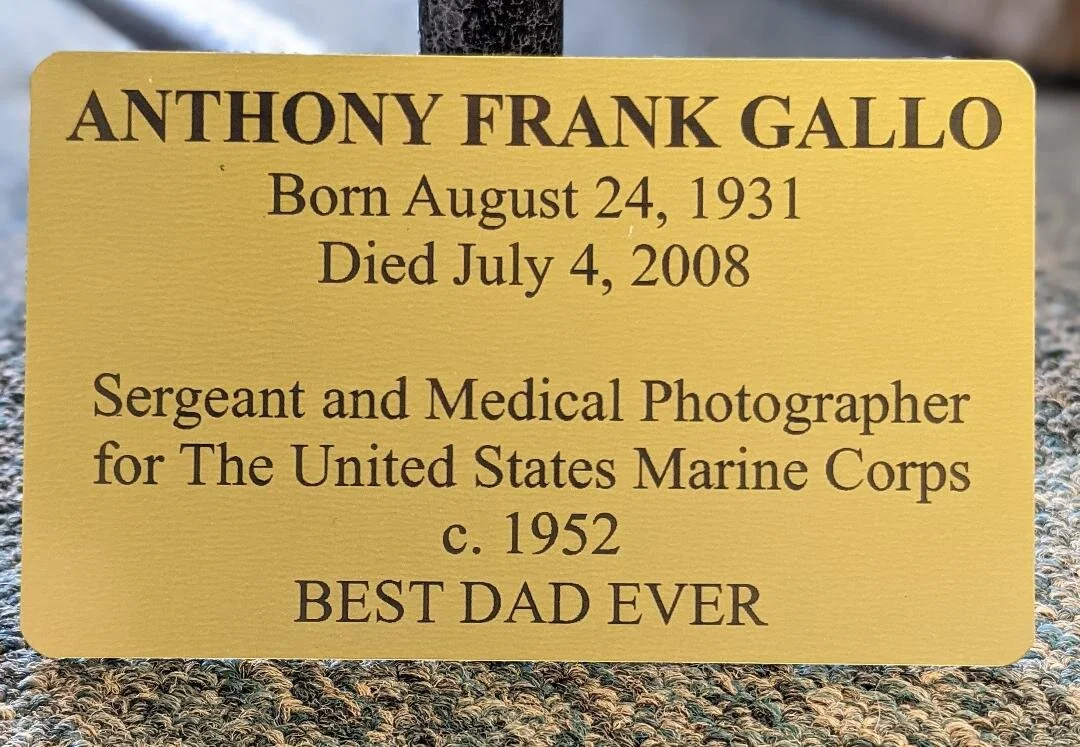 ANTHONY FRANK GALLO
Born August 24, 1931
Died July 4, 2008
Sergeant and Medical Photographer
for The United States Marine Corps
c. 1952
BEST DAD EVER